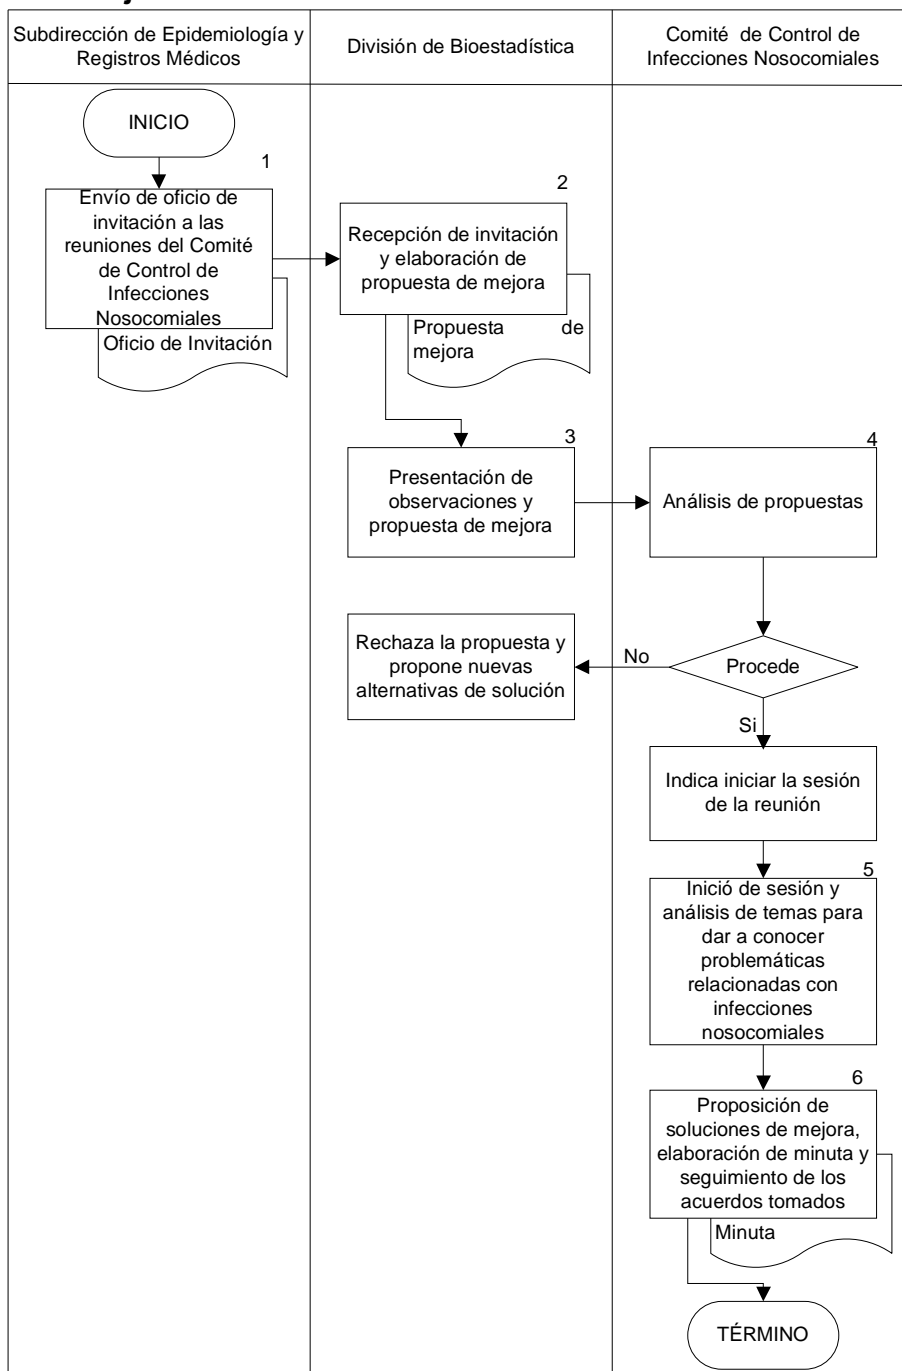 Subdirección de Epidemiología y
Registros Médicos
División de Bioestadística
Comité de Control de
Infecciones Nosocomiales
INICIO
1
Envío de oficio de
invitación a las
reuniones del Comité
de Control de
Infecciones
Nosocomiales
Oficio de Invitación
2
Recepción de invitación
y elaboración de
propuesta de mejora
Propuesta de
mejora
3
Presentación de
observaciones y
propuesta de mejora
4
Análisis de propuestas
Procede
No
Rechaza la propuesta y
propone nuevas
alternativas de solución
Si
Indica iniciar la sesión
de la reunión
5
Inició de sesión y
análisis de temas para
dar a conocer
problemáticas
relacionadas con
infecciones
nosocomiales
6
Proposición de
soluciones de mejora,
elaboración de minuta y
seguimiento de los
acuerdos tomados
Minuta
TÉRMINO